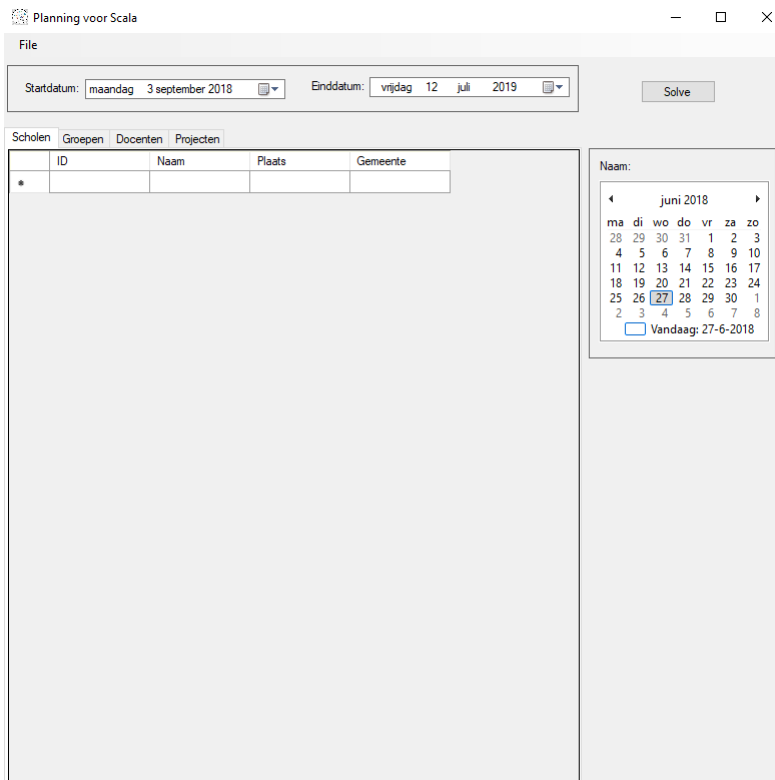 Planning voor Scala
File
Startdatum: maandag 3 september 2018 Einddatum: vrijdag 12 juli 2019 Solve
Scholen Groepen Docenten Projecten
ID Naam Plaats Gemeente
*
Naam:
juni 2018
ma di wo do vr za zo
28 29 30 31 1 2 3
4 5 6 7 8 9 10
11 12 13 14 15 16 17
18 19 20 21 22 23 24
25 26 27 28 29 30 1
2 3 4 5 6 7 8
Vandaag: 27-6-2018